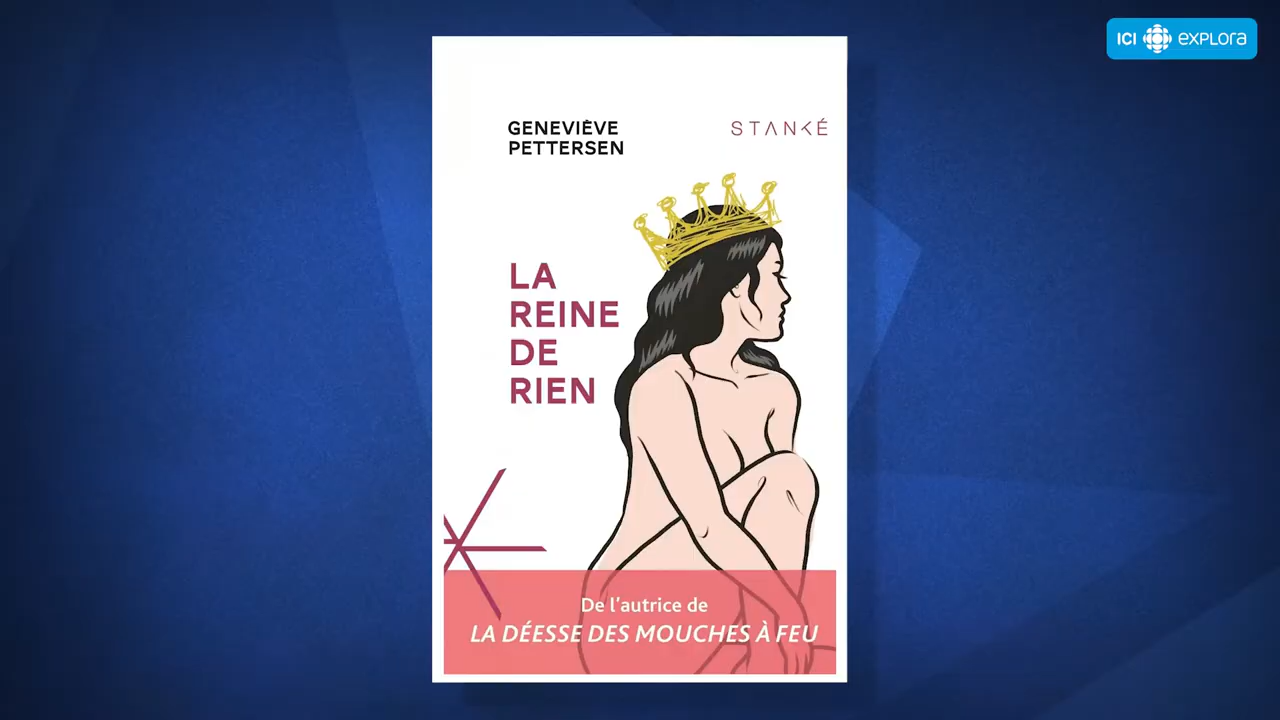 ICI explora
GENEVIÈVE
PETTERSEN
STANKÉ
LA
REINE
DE
RIEN
De l'autrice de
LA DÉESSE DES MOUCHES À FEU